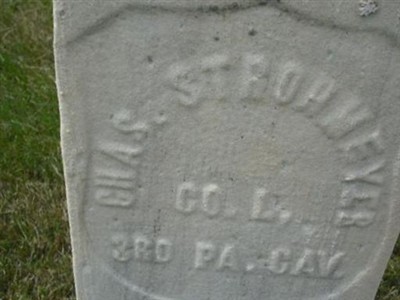 CHAS. STROHMEYER
CO. L.
3RD PA. CAV.